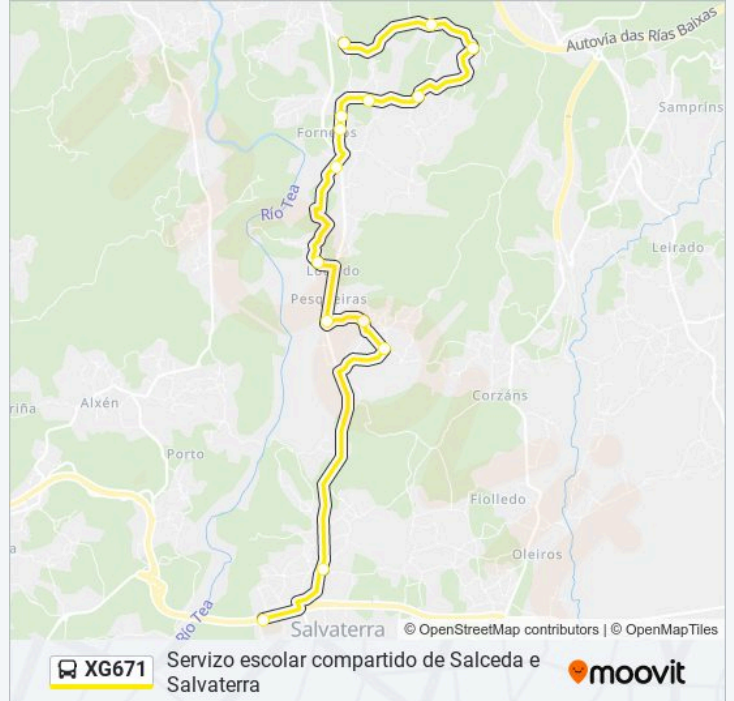 Autovía das Rías Baixas
Samprins
Fornelos
Río Tea
Leirado
Lourido
Pesqueiras
Corzáns
Alxén
Porto
Fiolledo
Oleiros
Río Tea
Salvaterra
© OpenStreetMap contributors | © OpenMapTiles
XG671
Servizo escolar compartido de Salceda e
Salvaterra
moovit